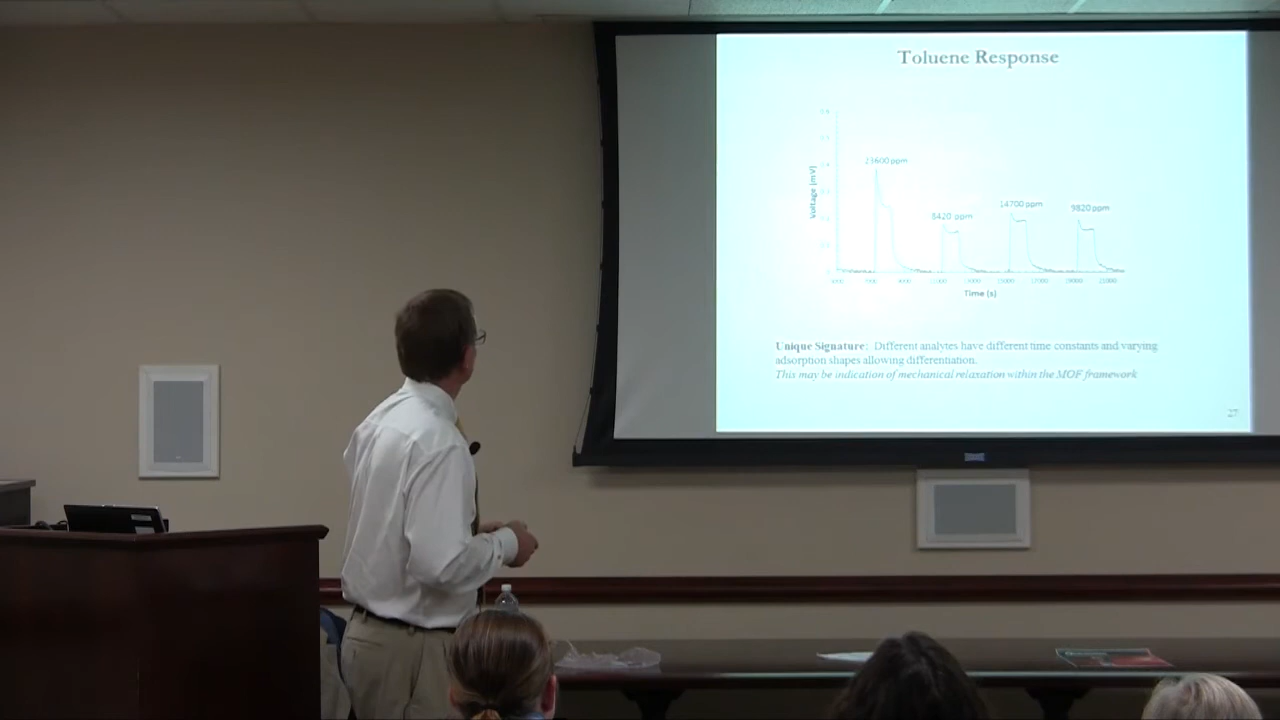 Toluene Response
23600 ppm
8420 ppm
14700 ppm
9820 ppm
Voltage (mV)
Time (s)
Unique Signature: Different analytes have different time constants and varying
adsorption shapes allowing differentiation.
This may be indication of mechanical relaxation within the MOF framework
27